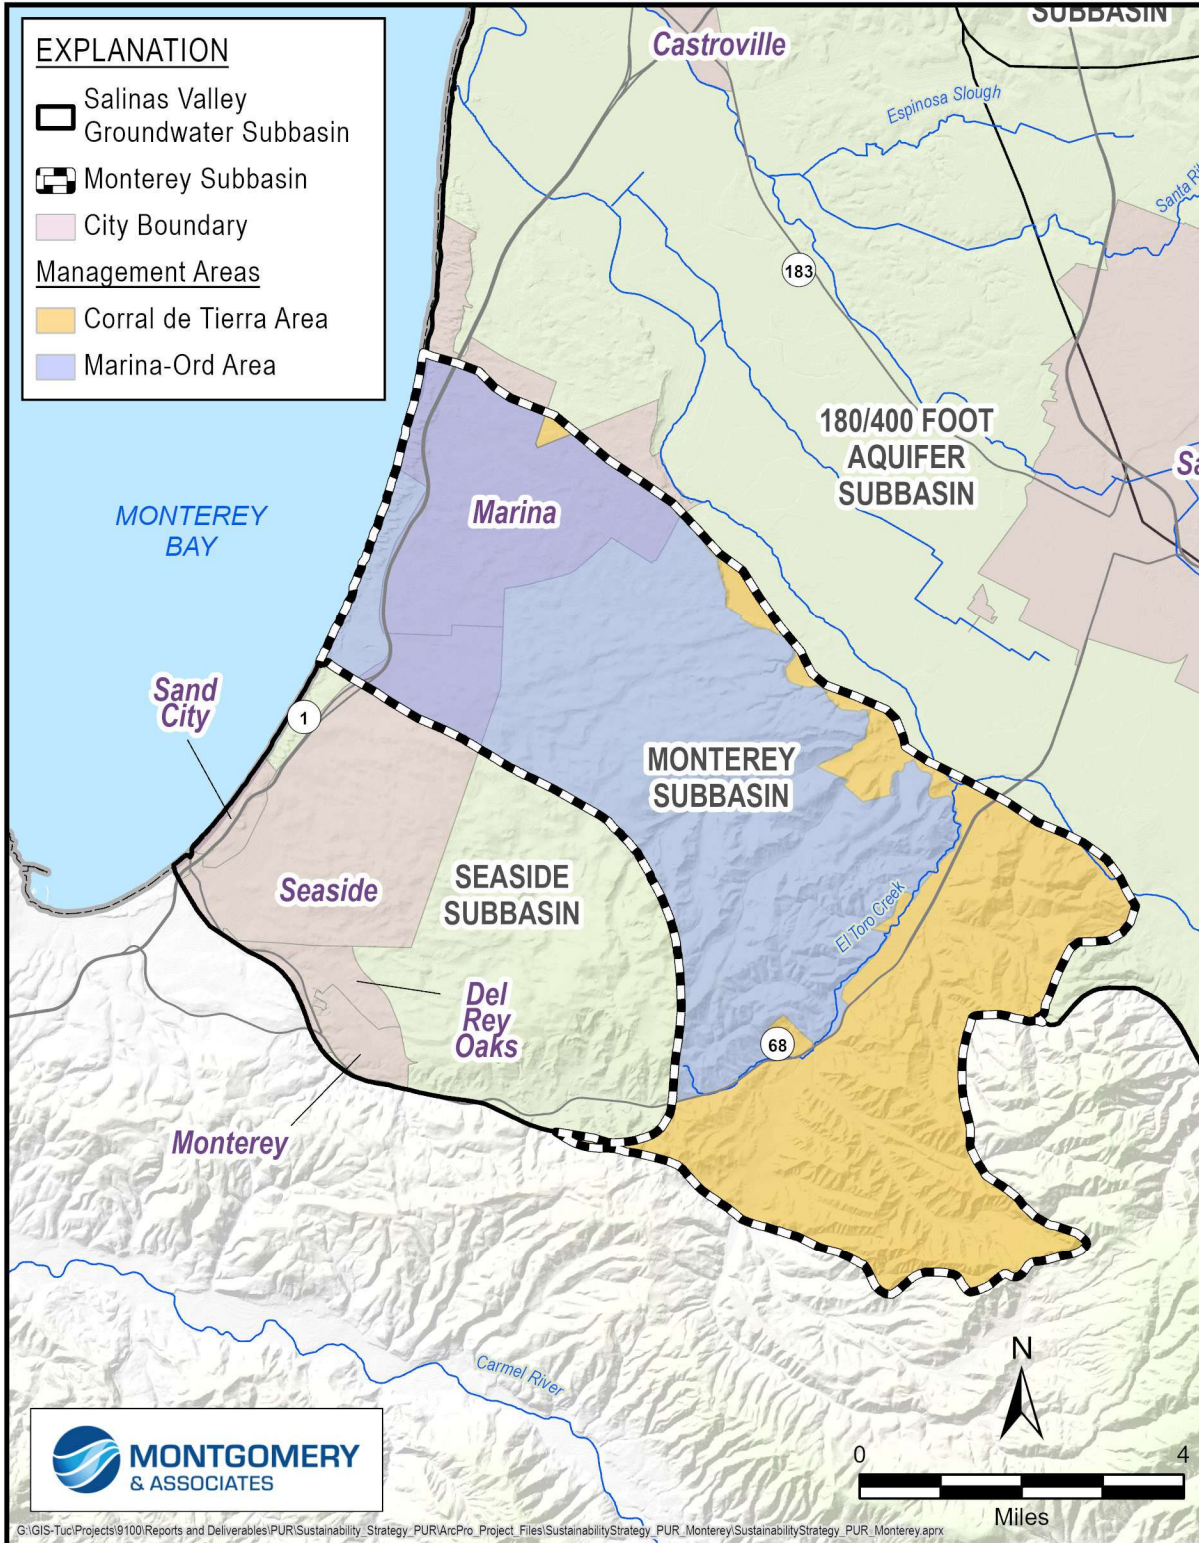 EXPLANATION
Salinas Valley
Groundwater Subbasin
Monterey Subbasin
City Boundary
Management Areas
Corral de Tierra Area
Marina-Ord Area
SUBBASIN
Castroville
Espinosa Slough
Santa Rit
183
180/400 FOOT
AQUIFER
SUBBASIN
Sa
MONTEREY
BAY
Marina
Sand
City
1
MONTEREY
SUBBASIN
Seaside
SEASIDE
SUBBASIN
El Toro Creek
Del
Rey
Oaks
68
Monterey
Carmel River
N
0 4
Miles
MONTGOMERY
& ASSOCIATES
G:\GIS-Tuc\Projects\9100\Reports and Deliverables\PUR\Sustainability_Strategy_PUR\ArcPro_Project_Files\SustainabilityStrategy_PUR_Monterey\SustainabilityStrategy_PUR_Monterey.aprx